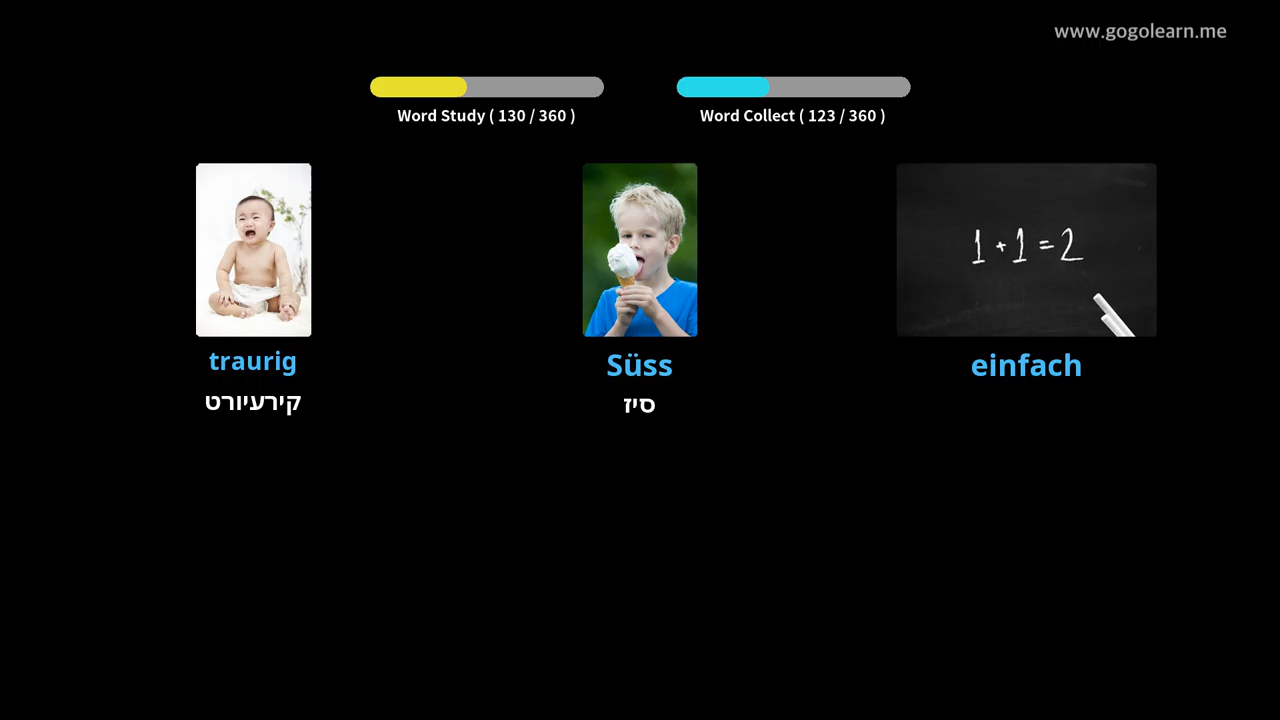 www.gogolearn.me
Word Study ( 130 / 360 )
Word Collect ( 123 / 360 )
1 + 1 = 2
traurig
Süss
einfach
קירעיורט
סיז